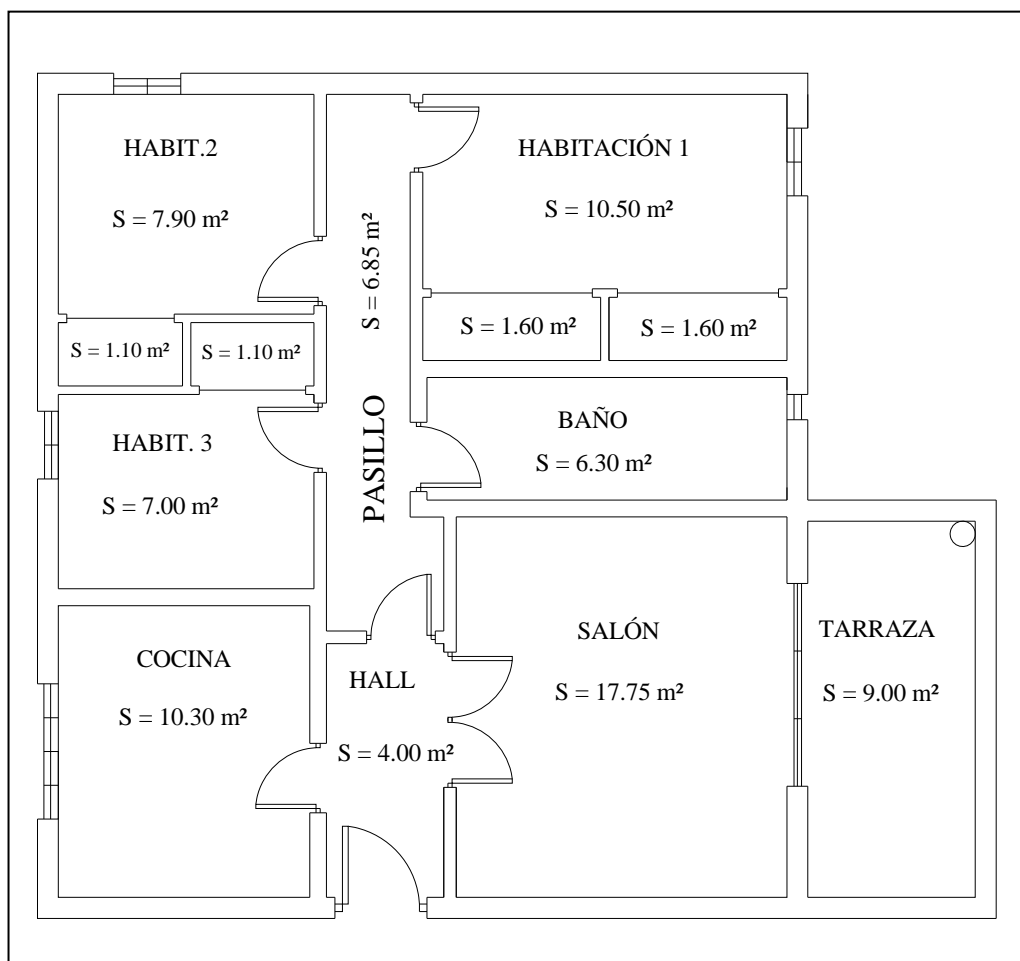 HABIT.2
S = 7.90 m²
HABITACIÓN 1
S = 10.50 m²
S = 6.85 m²
PASILLO
S = 1.60 m²
S = 1.60 m²
S = 1.10 m²
S = 1.10 m²
BAÑO
S = 6.30 m²
HABIT. 3
S = 7.00 m²
COCINA
S = 10.30 m²
HALL
S = 4.00 m²
SALÓN
S = 17.75 m²
TARRAZA
S = 9.00 m²